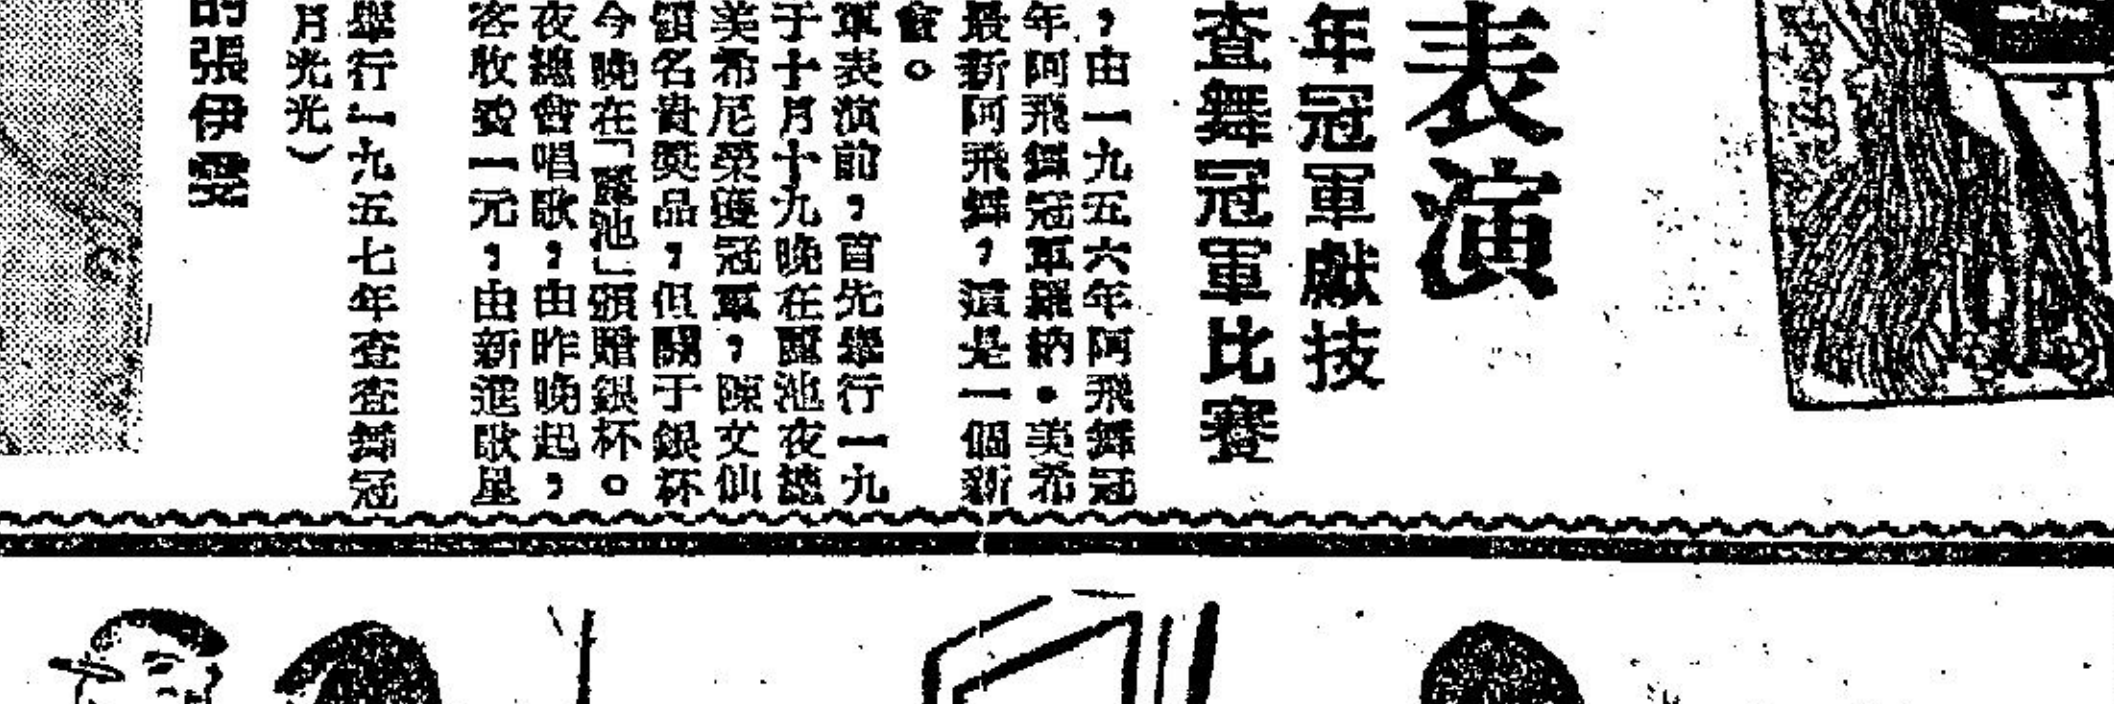 表演
年冠軍獻技
查舞冠軍比賽
，由一九五六年阿飛舞冠
年阿飛舞冠軍羅納・美希
最新阿飛舞，這是一個新
會。
軍表演前，首先舉行一九
于十月十九晚在麗池夜總
美希尼榮獲冠軍，陳文仙
領名貴獎品，但關于銀杯
今晚在「麗池」頒贈銀杯。
夜總會唱歌，由昨晚起，
客收費一元，由新進歌星
舉行一九五七年查查舞冠
月光光）
的張伊雯